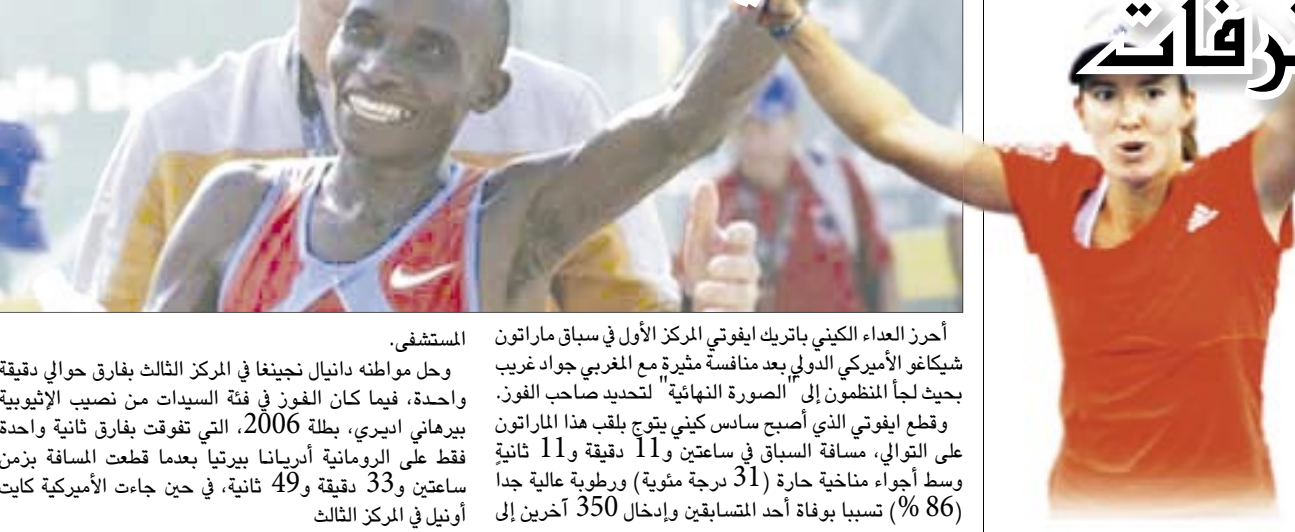 رفات
أحرز العداء الكيني باتريك ايفوتي المركز الأول في سباق ماراتون
شيكاغو الأميركي الدولي بعد منافسة مثيرة مع المغربي جواد غريب
بحيث لجأ المنظمون إلى "الصورة النهائية" لتحديد صاحب الفوز.
وقطع ايفوتي الذي أصبح سادس كيني يتوج بلقب هذا الماراتون
على التوالي، مسافة السباق في ساعتين و11 دقيقة و11 ثانية
وسط أجواء مناخية حارة (31 درجة مئوية) ورطوبة عالية جدا
(86 %) تسببا بوفاة أحد المتسابقين وإدخال 350 آخرين إلى
المستشفى.
وحل مواطنه دانيال نجينغا في المركز الثالث بفارق حوالي دقيقة
واحدة، فيما كان الفوز في فئة السيدات من نصيب الإثيوبية
بيرهاني اديري، بطلة 2006، التي تفوقت بفارق ثانية واحدة
فقط على الرومانية أدريانا بيرتيا بعدما قطعت المسافة بزمن
ساعتين و33 دقيقة و49 ثانية، في حين جاءت الأميركية كايت
أونيل في المركز الثالث